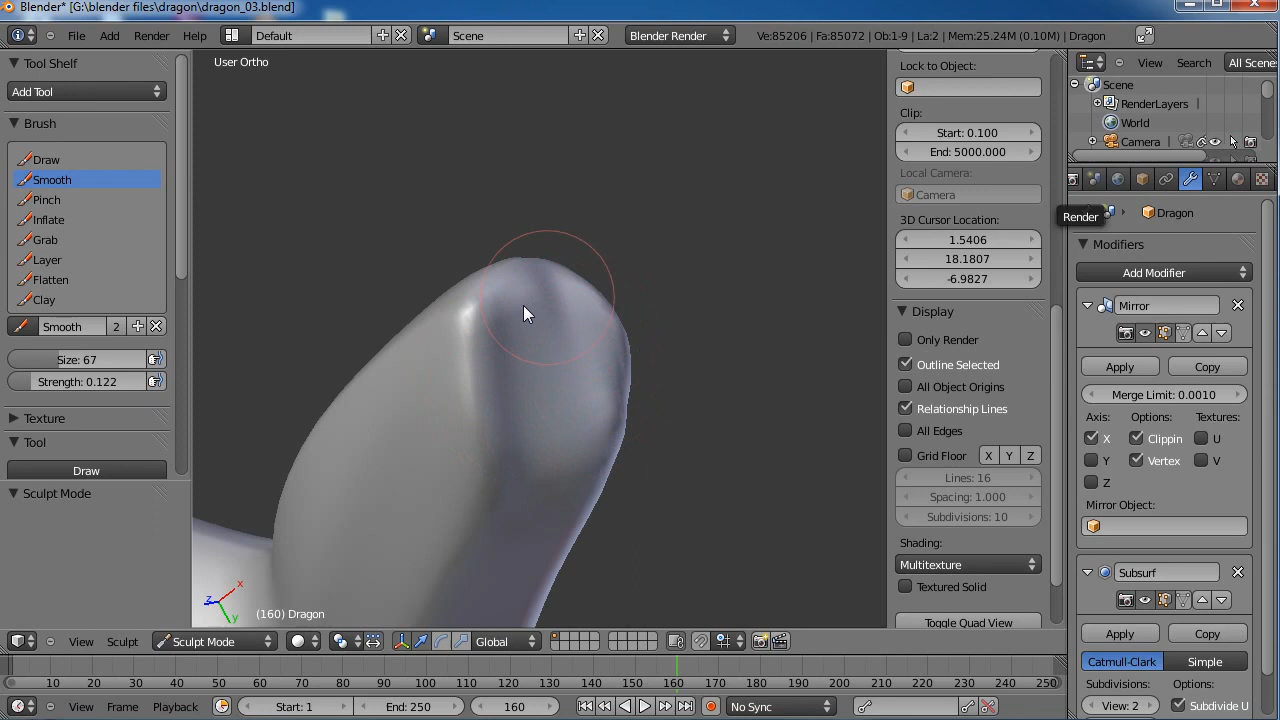 Blender* [G:\blender files\dragon\dragon_03.blend]
File Add Render Help Default Scene Blender Render Ve:85206 | Fa:85072 | Ob:1-9 | La:2 | Mem:25.24M (0.10M) | Dragon
Tool Shelf
Add Tool
Brush
Draw
Smooth
Pinch
Inflate
Grab
Layer
Flatten
Clay
Smooth 2
Size: 67
Strength: 0.122
Texture
Tool
Draw
Sculpt Mode
User Ortho
x
z
y
(160) Dragon
Lock to Object:
Clip:
Start: 0.100
End: 5000.000
Local Camera:
Camera
3D Cursor Location:
1.5406
18.1807
-6.9827
Display
Only Render
Outline Selected
All Object Origins
Relationship Lines
All Edges
Grid Floor X Y Z
Lines: 16
Spacing: 1.000
Subdivisions: 10
Shading:
Multitexture
Textured Solid
Toggle Quad View
View Search All Scene
Scene
RenderLayers
World
Camera
Render
Dragon
Modifiers
Add Modifier
Mirror
Apply Copy
Merge Limit: 0.0010
Axis: Options: Textures:
X Clippin U
Y Vertex V
Z
Mirror Object:
Subsurf
Apply Copy
Catmull-Clark Simple
Subdivisions: Options:
View: 2 Subdivide U
View Sculpt Sculpt Mode Global
0 10 20 30 40 50 60 70 80 90 100 110 120 130 140 150 160 170 180 190 200 210 220 230 240 250
View Frame Playback Start: 1 End: 250 160 No Sync